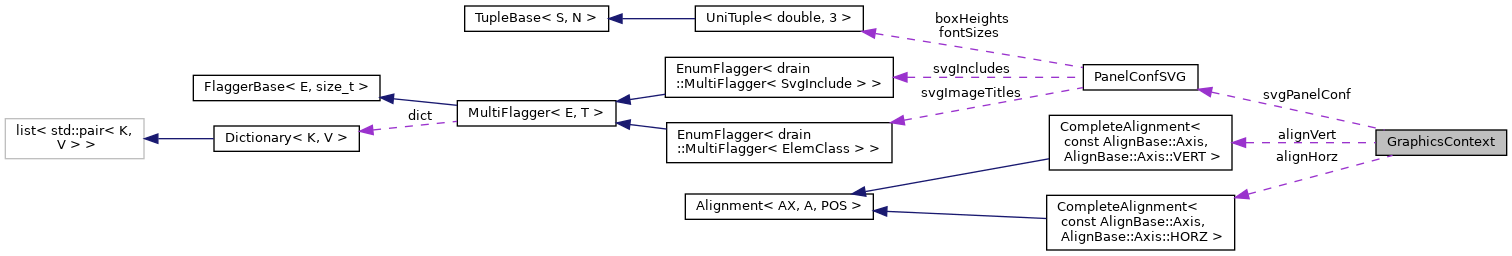 TupleBase< S, N >
UniTuple< double, 3 >
boxHeights
fontSizes
FlaggerBase< E, size_t >
EnumFlagger< drain
::MultiFlagger< SvgInclude > >
svgIncludes
PanelConfSVG
svgImageTitles
svgPanelConf
list< std::pair< K,
V > >
Dictionary< K, V >
dict
MultiFlagger< E, T >
EnumFlagger< drain
::MultiFlagger< ElemClass > >
CompleteAlignment<
const AlignBase::Axis,
AlignBase::Axis::VERT >
alignVert
alignHorz
GraphicsContext
Alignment< AX, A, POS >
CompleteAlignment<
const AlignBase::Axis,
AlignBase::Axis::HORZ >